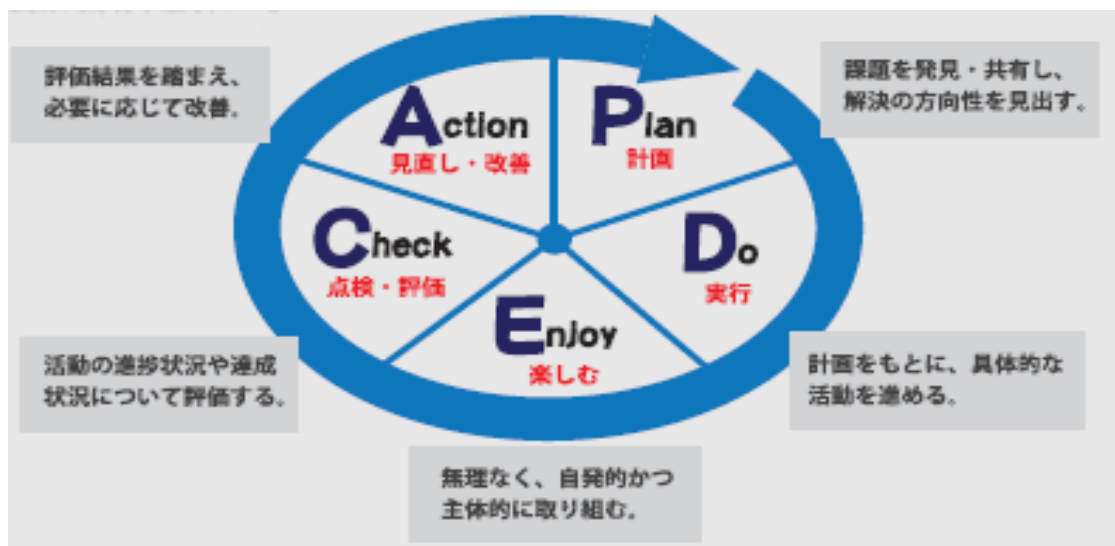 評価結果を踏まえ、
必要に応じて改善。
課題を発見・共有し、
解決の方向性を見出す。
Action
見直し・改善
Plan
計画
Check
点検・評価
Do
実行
Enjoy
楽しむ
活動の進捗状況や達成
状況について評価する。
計画をもとに、具体的な
活動を進める。
無理なく、自発的かつ
主体的に取り組む。